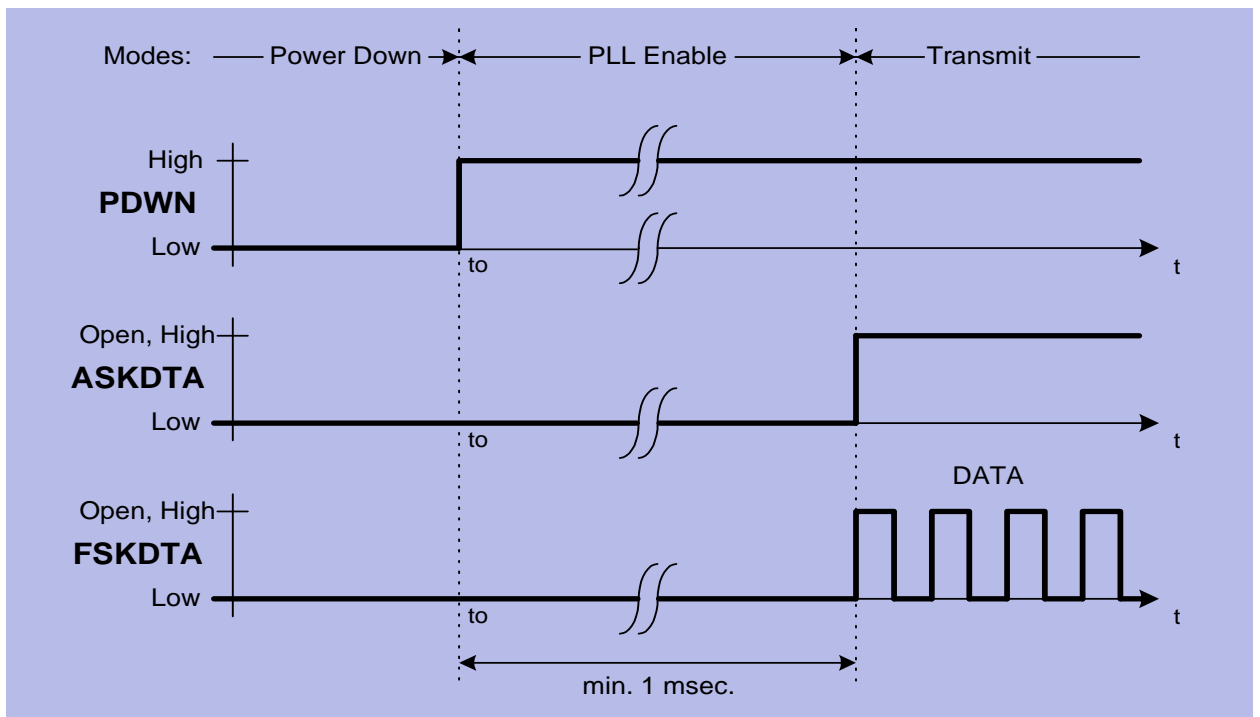 Modes: Power Down PLL Enable Transmit
High
PDWN
Low
to
t
Open, High
ASKDTA
Low
to
t
DATA
Open, High
FSKDTA
Low
to
t
min. 1 msec.